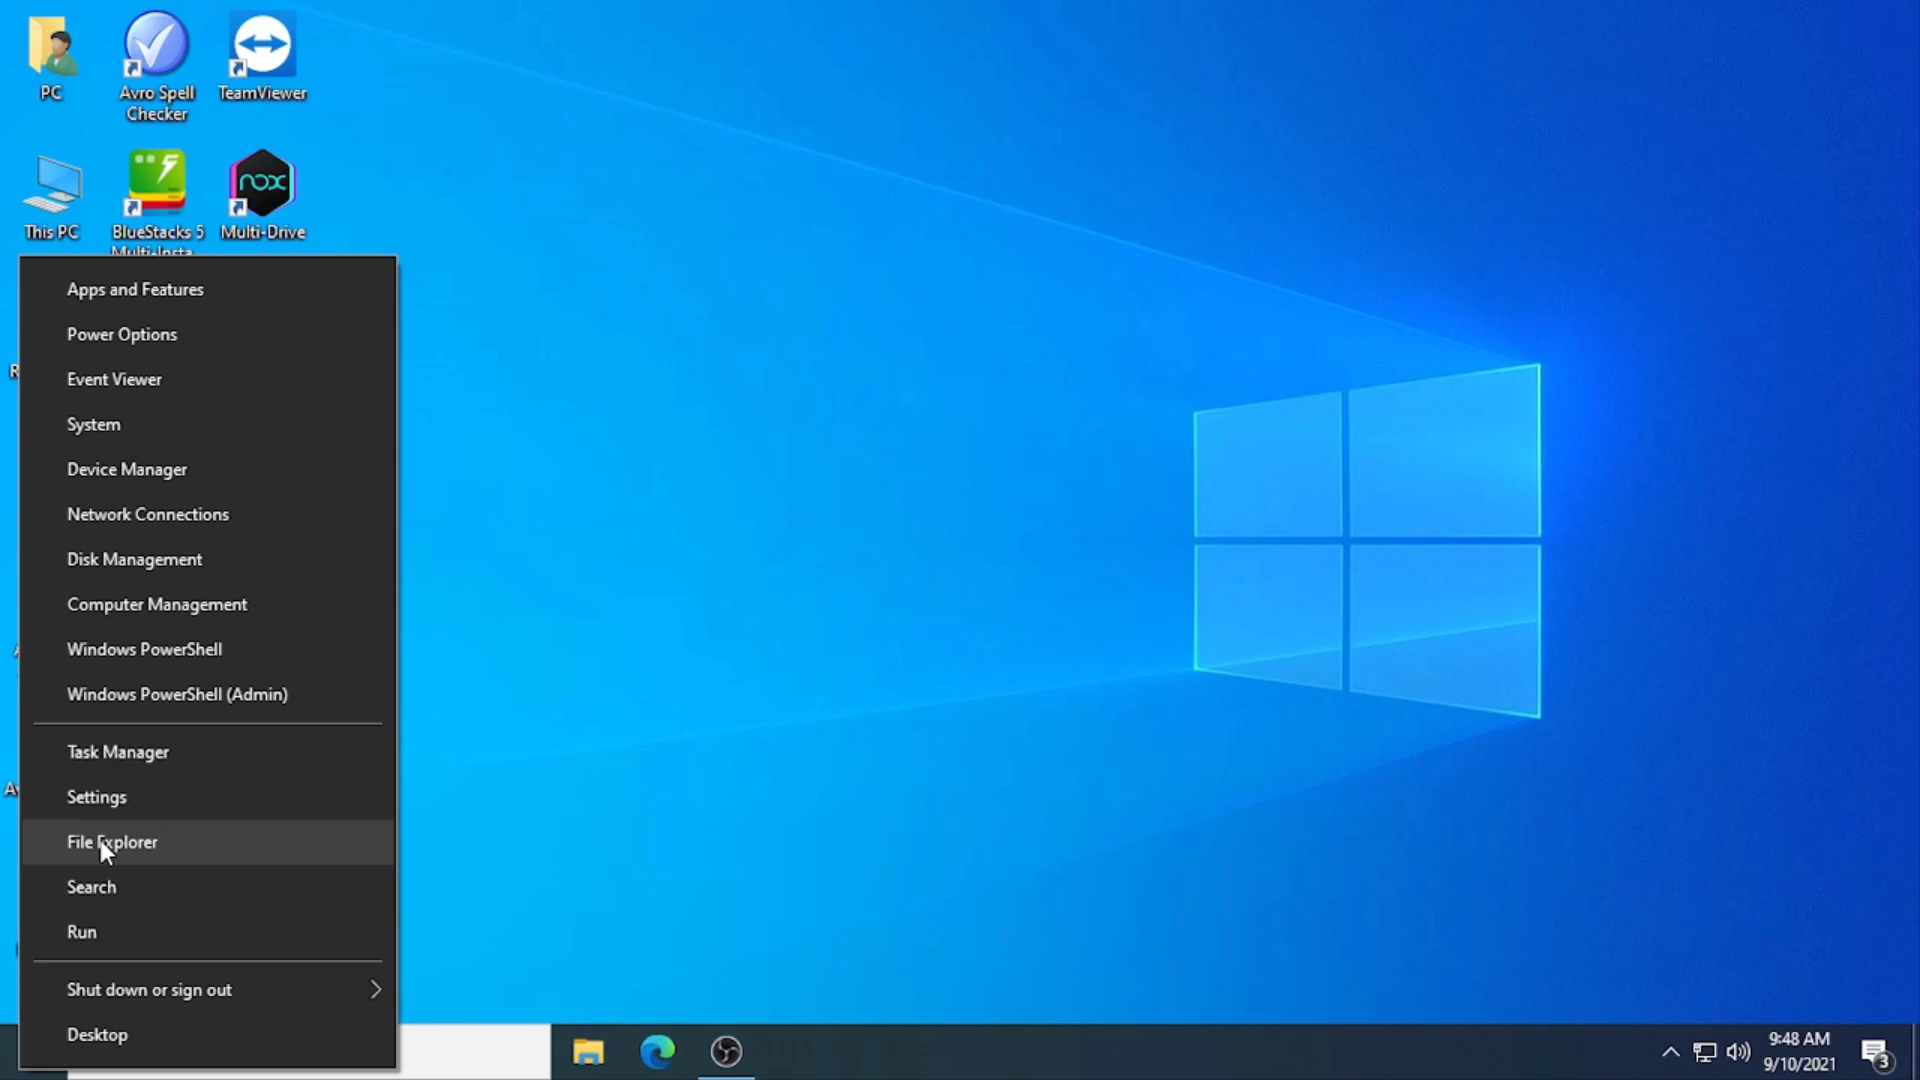 PC
Avro Spell
Checker
TeamViewer
This PC
BlueStacks 5
Multi-Insta...
nox
Multi-Drive
Apps and Features
Power Options
Event Viewer
System
Device Manager
Network Connections
Disk Management
Computer Management
Windows PowerShell
Windows PowerShell (Admin)
Task Manager
Settings
File Explorer
Search
Run
Shut down or sign out
Desktop
9:48 AM
9/10/2021
3